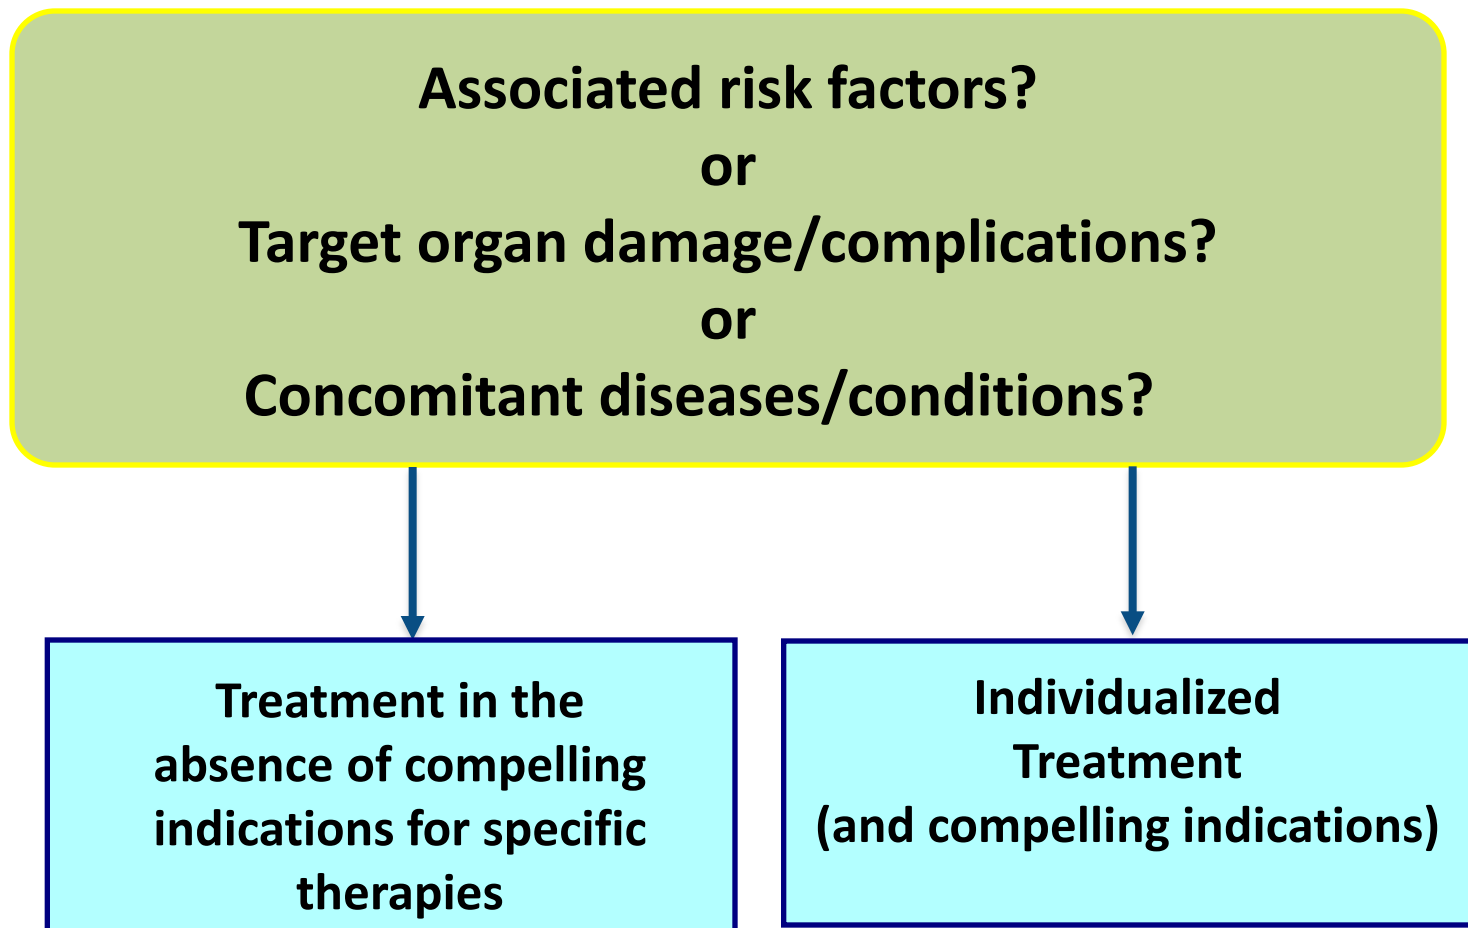 Associated risk factors?
or
Target organ damage/complications?
or
Concomitant diseases/conditions?
Treatment in the
absence of compelling
indications for specific
therapies
Individualized
Treatment
(and compelling indications)